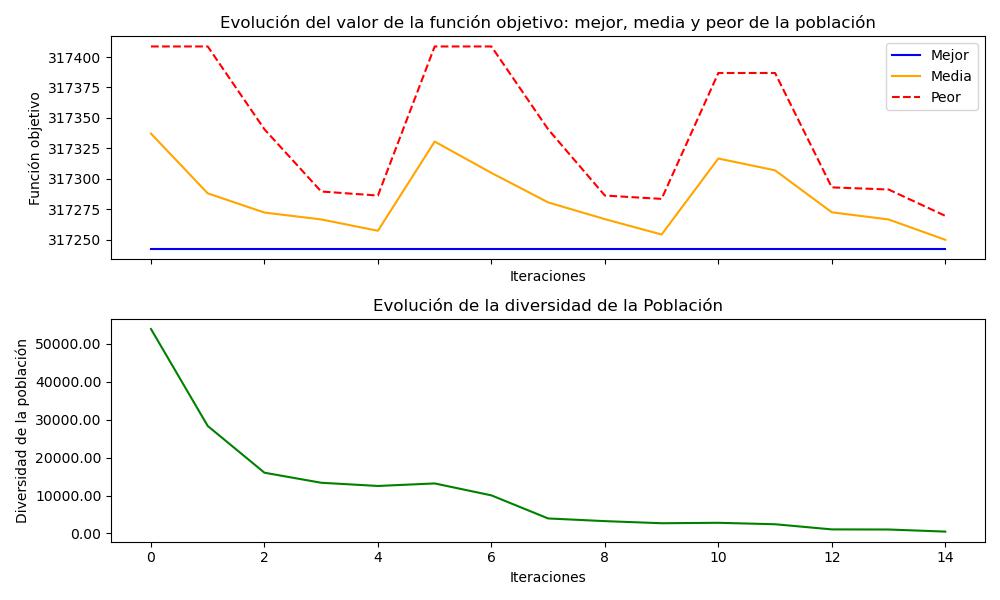 Evolución del valor de la función objetivo: mejor, media y peor de la población
Función objetivo
317400
317375
317350
317325
317300
317275
317250
Mejor
Media
Peor
Iteraciones
Evolución de la diversidad de la Población
Diversidad de la población
50000.00
40000.00
30000.00
20000.00
10000.00
0.00
0 2 4 6 8 10 12 14
Iteraciones